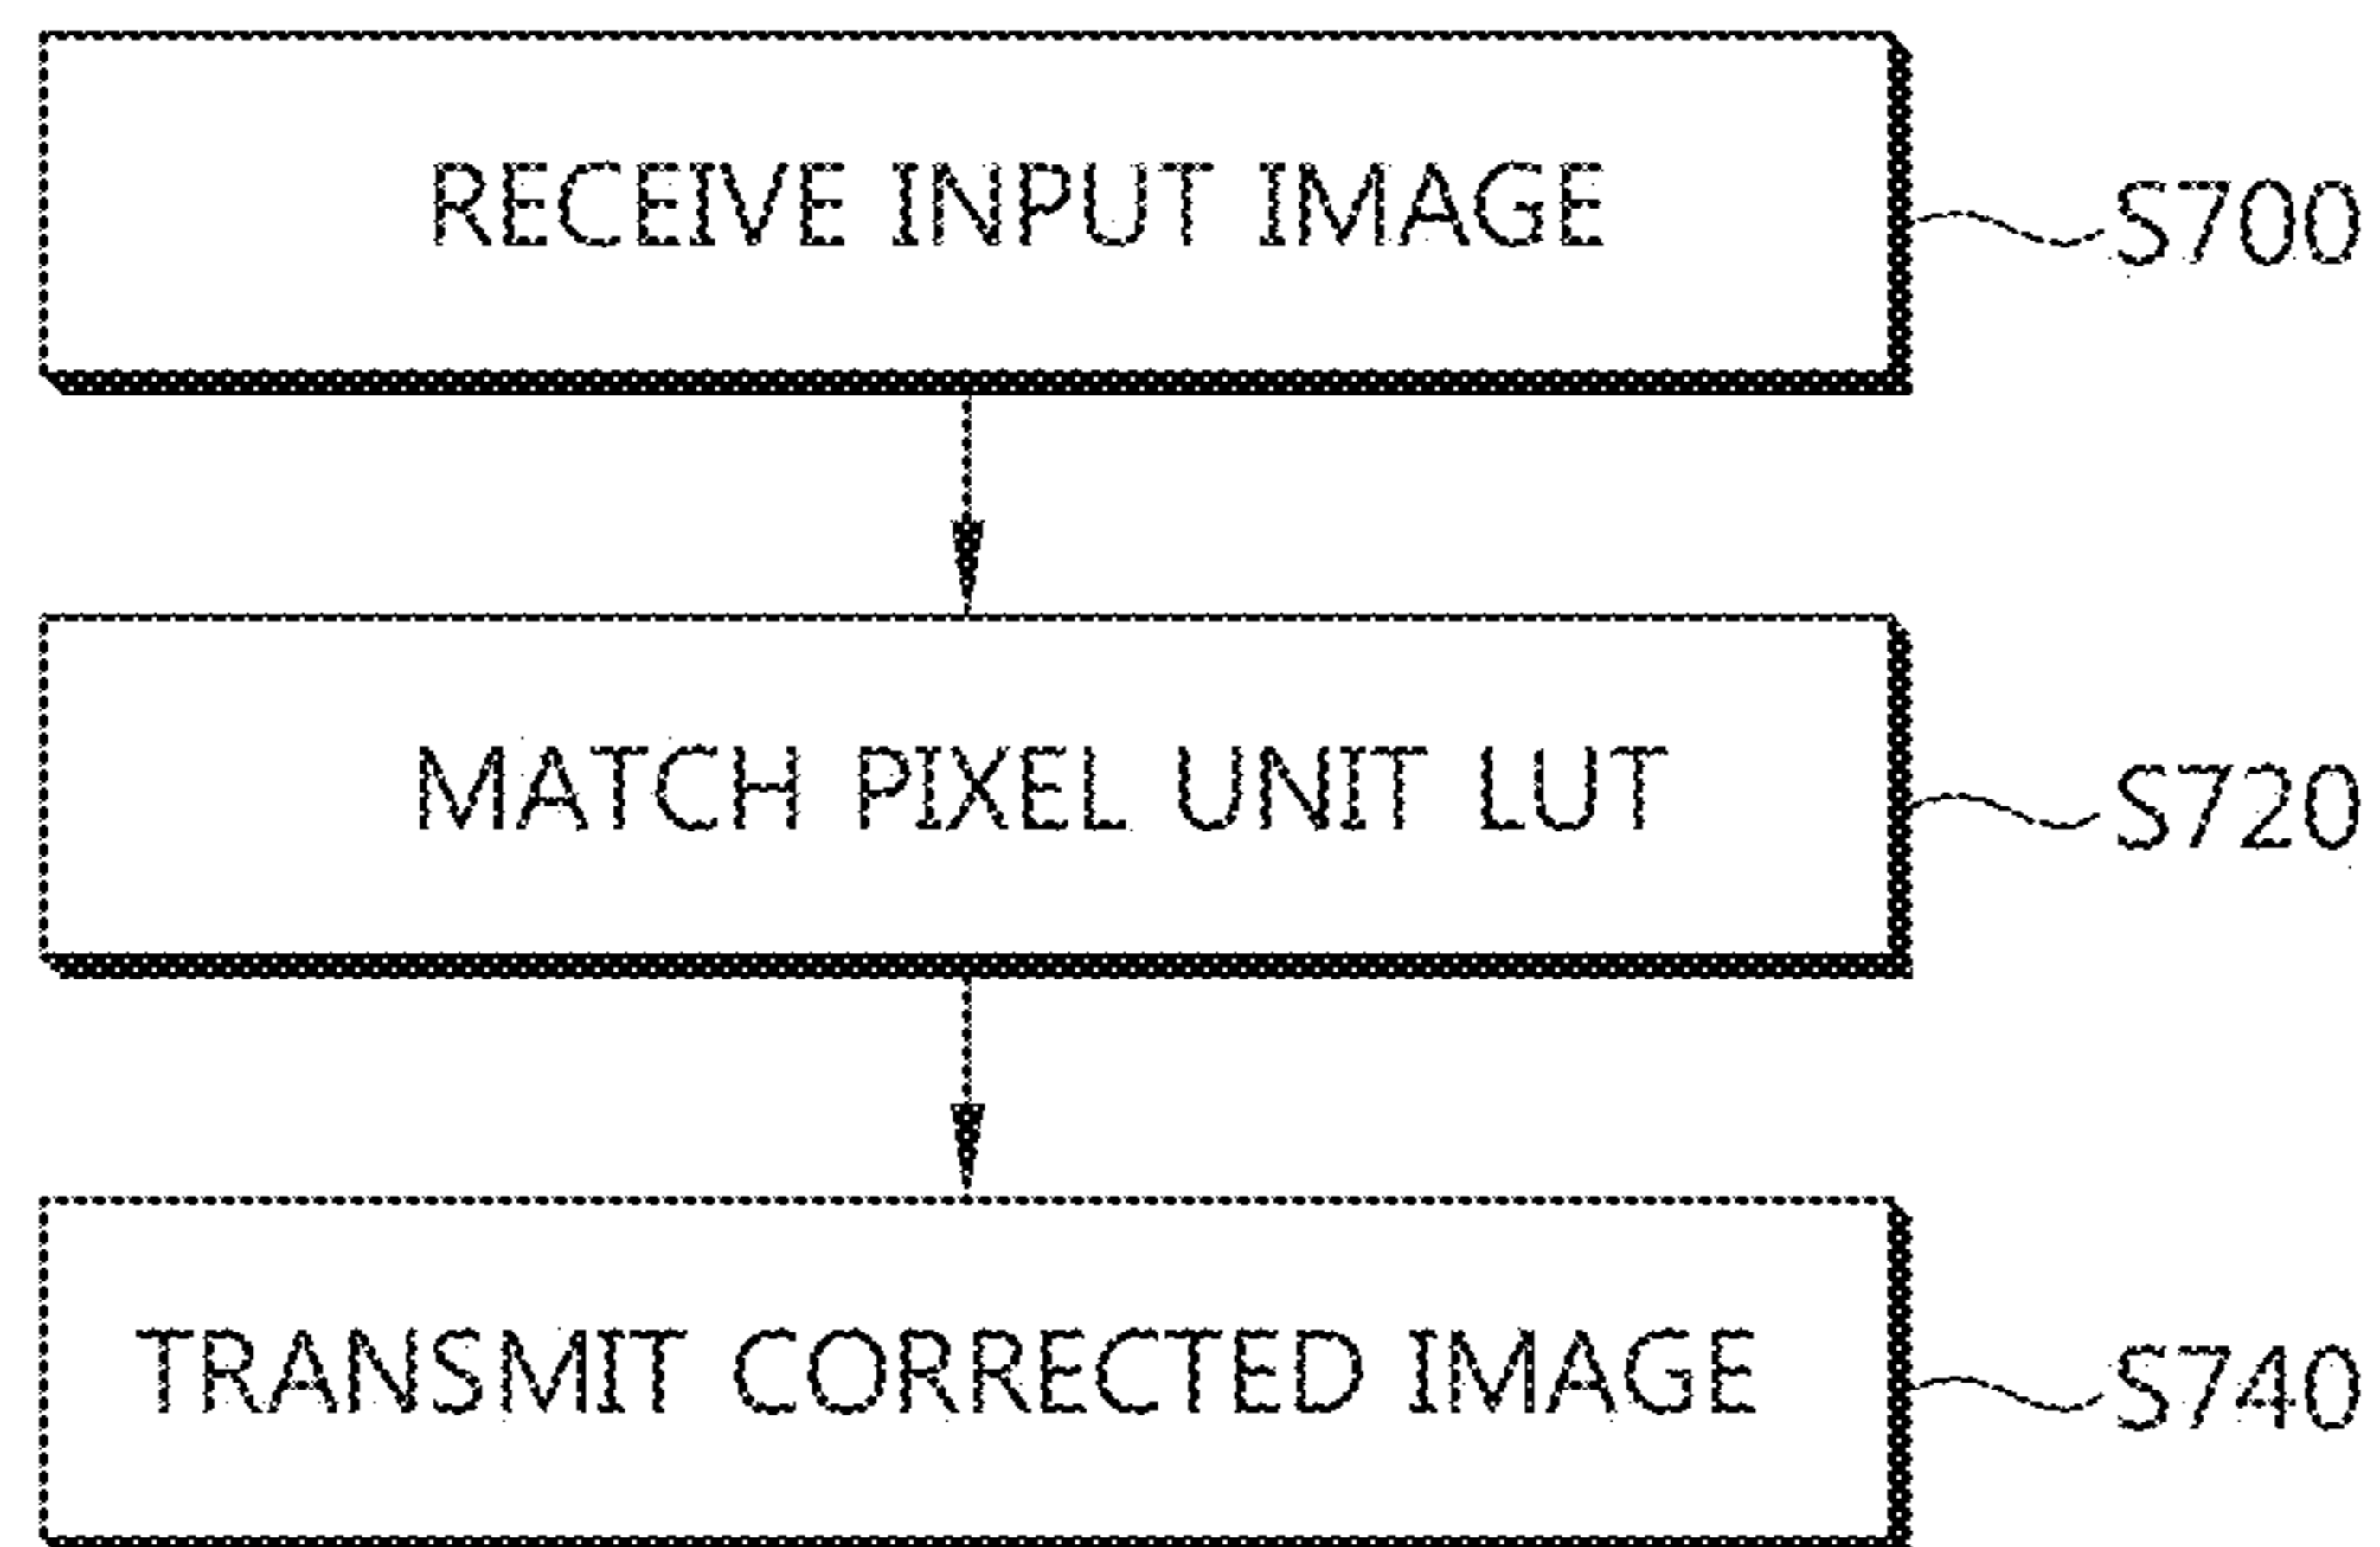 RECEIVE INPUT IMAGE
S700
MATCH PIXEL UNIT LUT
S720
TRANSMIT CORRECTED IMAGE
S740